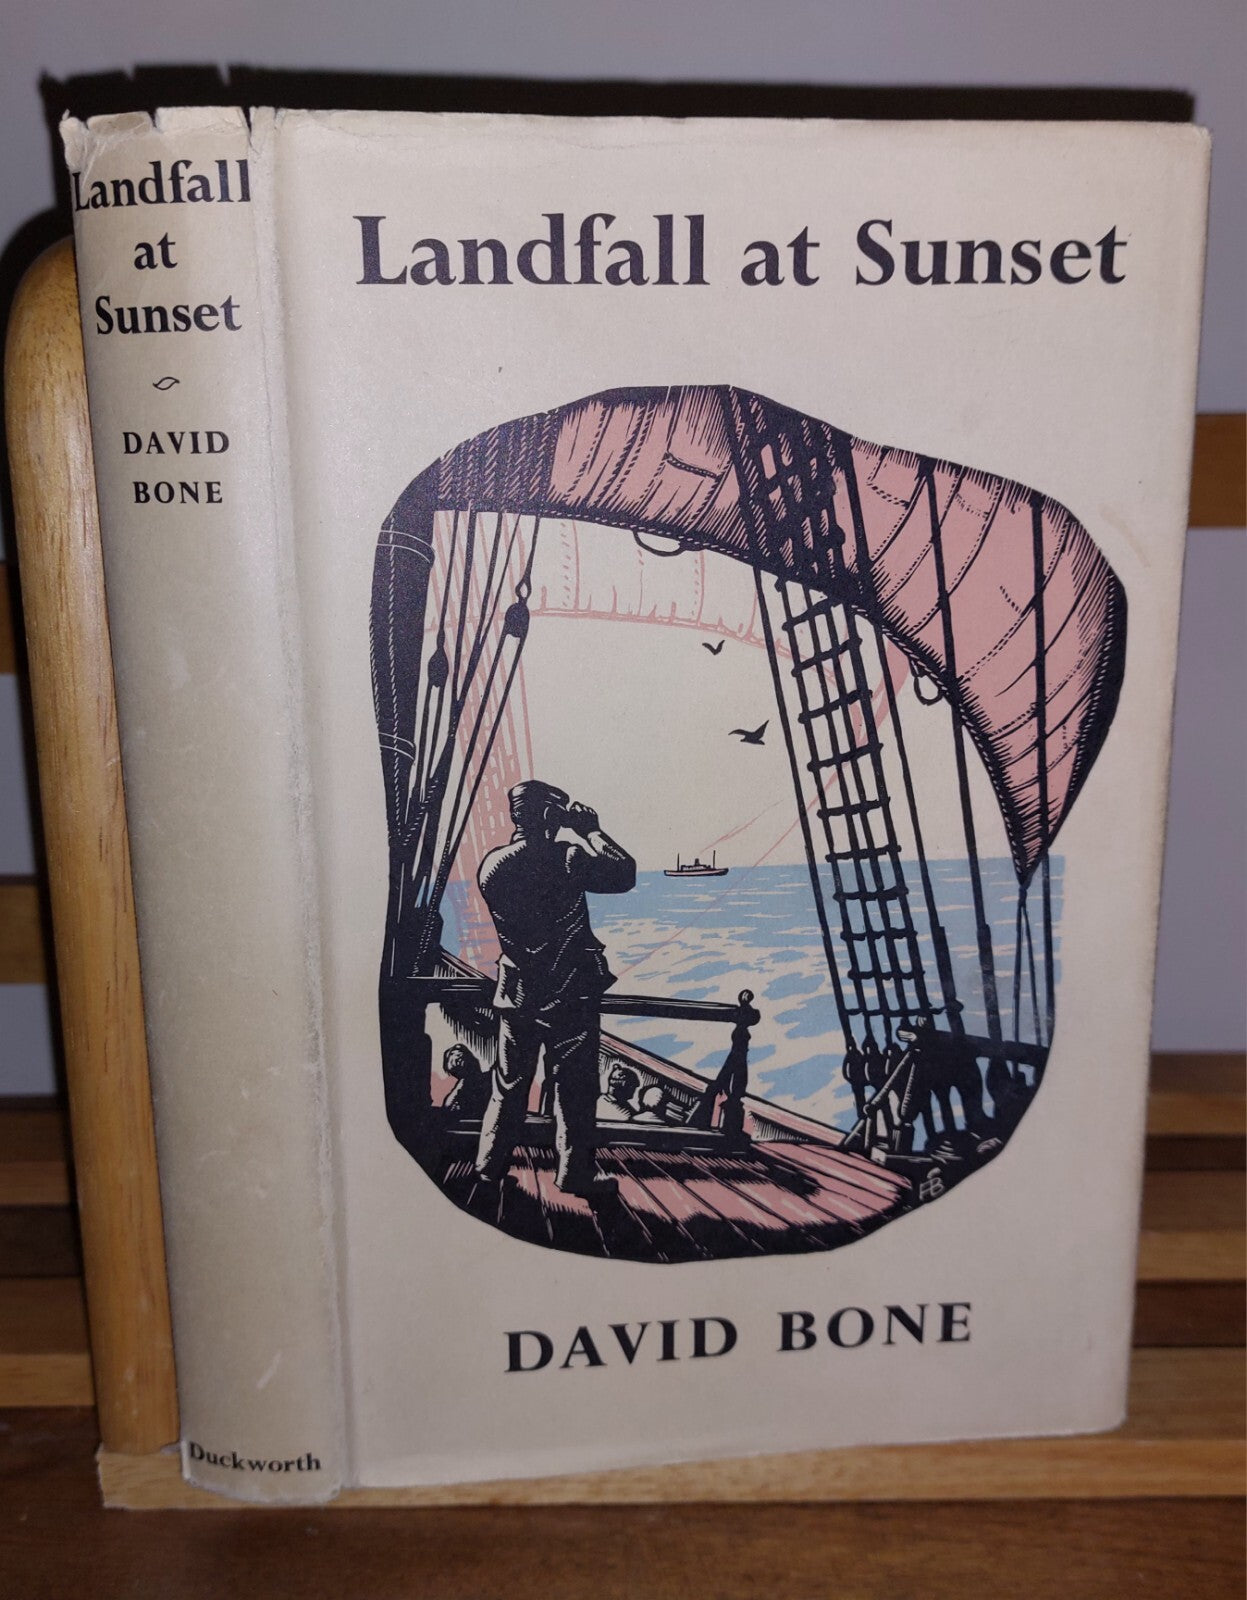 Landfall
at
Sunset
DAVID
BONE
Duckworth
Landfall at Sunset
DAVID BONE